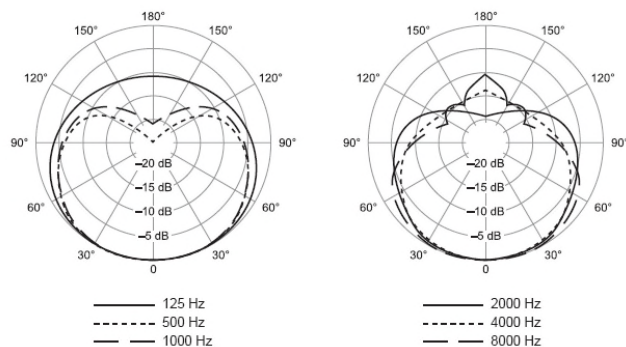 180°
150° 150°
120° 120°
90° 90°
–20 dB
–15 dB
60° 60°
–10 dB
–5 dB
30° 30°
0
125 Hz
500 Hz
1000 Hz
180°
150° 150°
120° 120°
90° 90°
–20 dB
–15 dB
60° 60°
–10 dB
–5 dB
30° 30°
0
2000 Hz
4000 Hz
8000 Hz